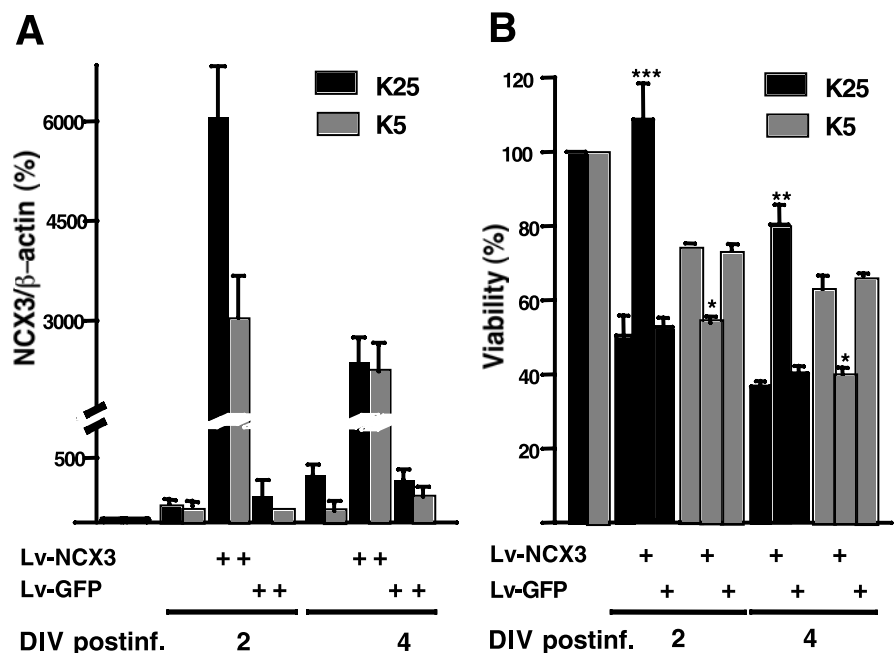 A
NCX3/β-actin (%)
6000
4500
3000
500
K25
K5
Lv-NCX3 + + + +
Lv-GFP + + + +
DIV postinf. 2 4
B
Viability (%)
120
100
80
60
40
20
***
**
*
*
K25
K5
Lv-NCX3 + + + +
Lv-GFP + + + +
DIV postinf. 2 4